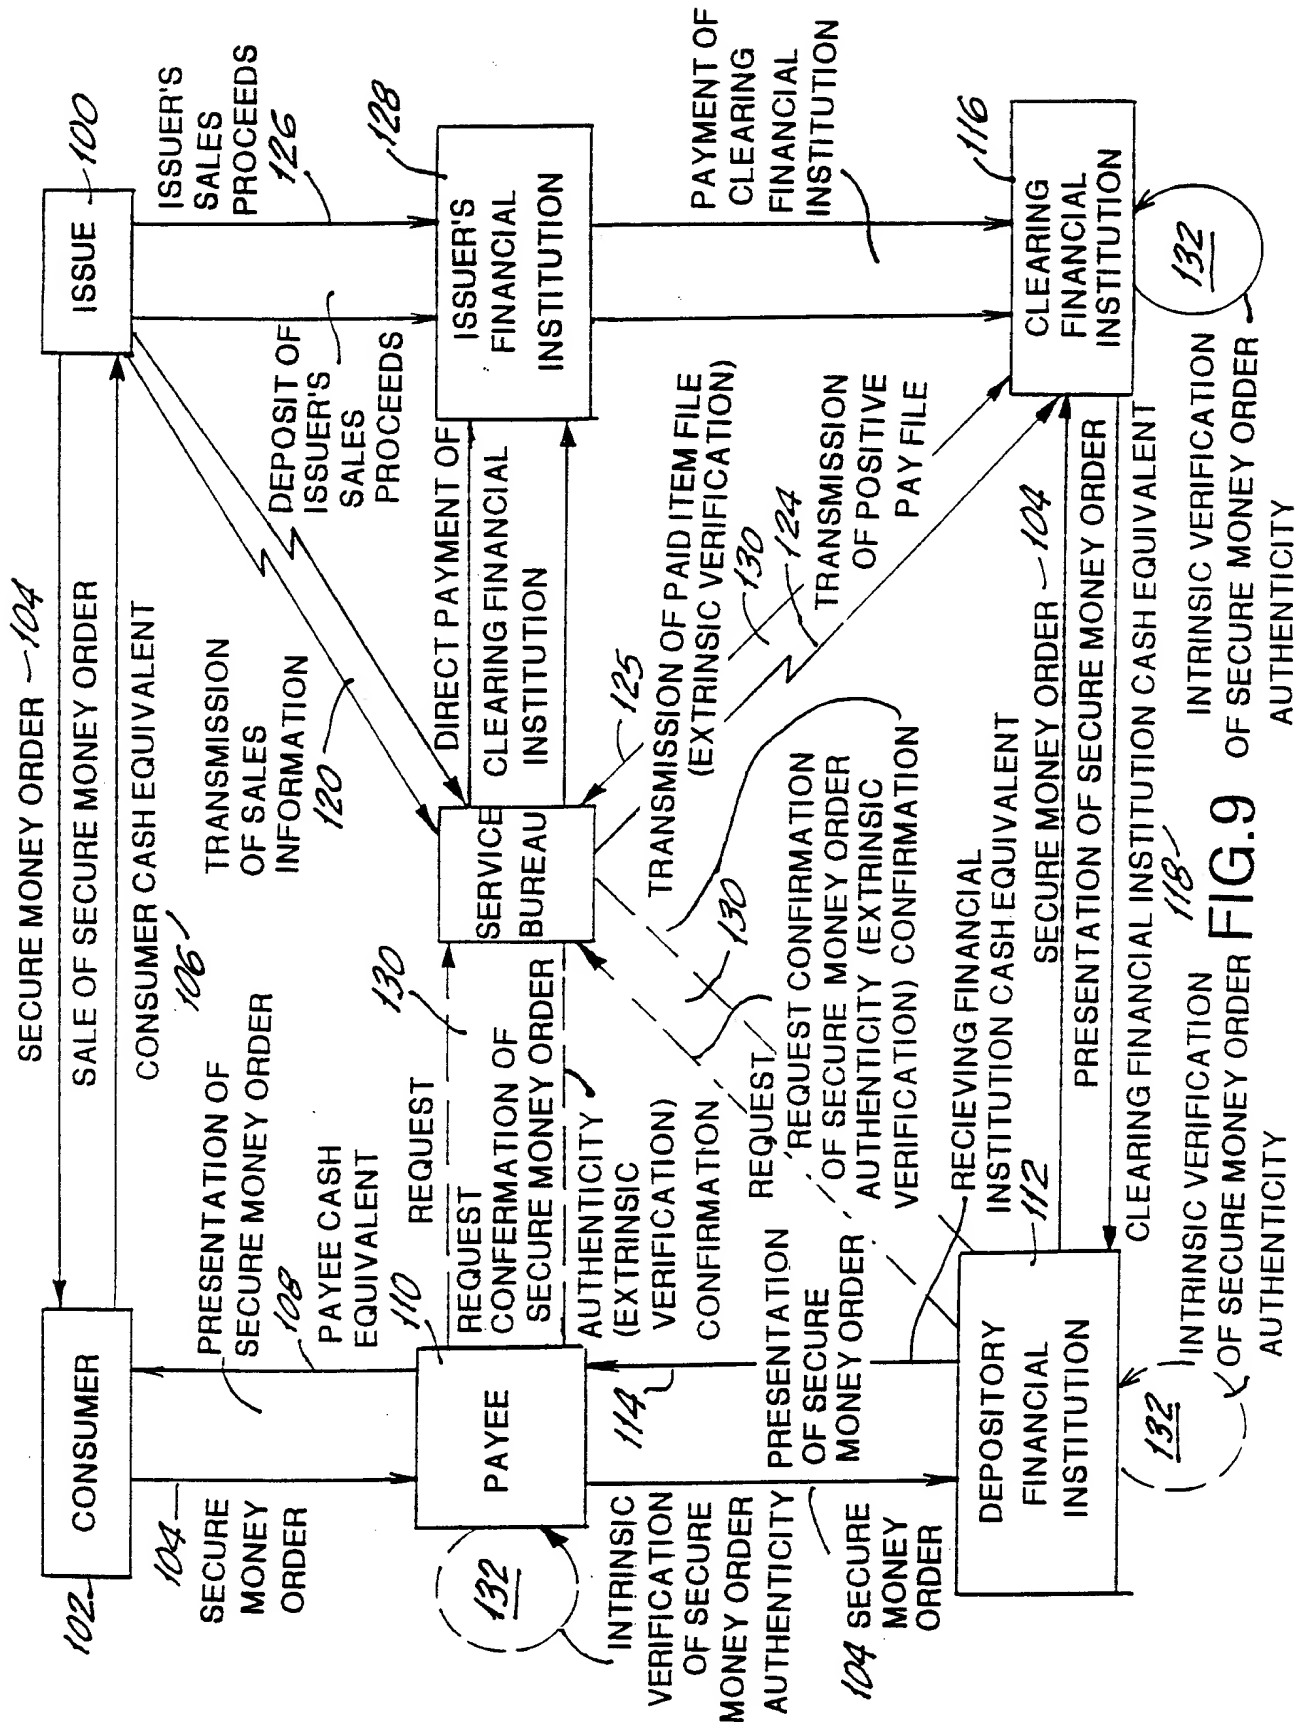 SECURE MONEY ORDER 104
SALE OF SECURE MONEY ORDER
CONSUMER CASH EQUIVALENT
106
CONSUMER
102
ISSUE
100
104
SECURE
MONEY
ORDER
PRESENTATION OF
SECURE MONEY ORDER
108
PAYEE CASH
EQUIVALENT
110
TRANSMISSION
OF SALES
INFORMATION
120
DEPOSIT OF
ISSUER'S
SALES
PROCEEDS
ISSUER'S
SALES
PROCEEDS
126
128
PAYEE
132
INTRINSIC
VERIFICATION
OF SECURE
MONEY ORDER
AUTHENTICITY
REQUEST
130
REQUEST
CONFERMATION OF
SECURE MONEY ORDER
AUTHENTICITY
(EXTRINSIC
VERIFICATION)
CONFIRMATION
SERVICE
BUREAU
DIRECT PAYMENT OF
CLEARING FINANCIAL
INSTITUTION
ISSUER'S
FINANCIAL
INSTITUTION
104 SECURE
MONEY
ORDER
114
PRESENTATION
OF SECURE
MONEY ORDER
REQUEST
130
REQUEST CONFIRMATION
OF SECURE MONEY ORDER
AUTHENTICITY (EXTRINSIC
VERIFICATION) CONFIRMATION
125
TRANSMISSION OF PAID ITEM FILE
(EXTRINSIC VERIFICATION)
130
124
TRANSMISSION
OF POSITIVE
PAY FILE
PAYMENT OF
CLEARING
FINANCIAL
INSTITUTION
RECIEVING FINANCIAL
INSTITUTION CASH EQUIVALENT
112
DEPOSITORY
FINANCIAL
INSTITUTION
SECURE MONEY ORDER 104
PRESENTATION OF SECURE MONEY ORDER
CLEARING FINANCIAL INSTITUTION CASH EQUIVALENT
118
116
CLEARING
FINANCIAL
INSTITUTION
132
INTRINSIC VERIFICATION
OF SECURE MONEY ORDER
AUTHENTICITY
132
INTRINSIC VERIFICATION
OF SECURE MONEY ORDER
AUTHENTICITY
FIG.9